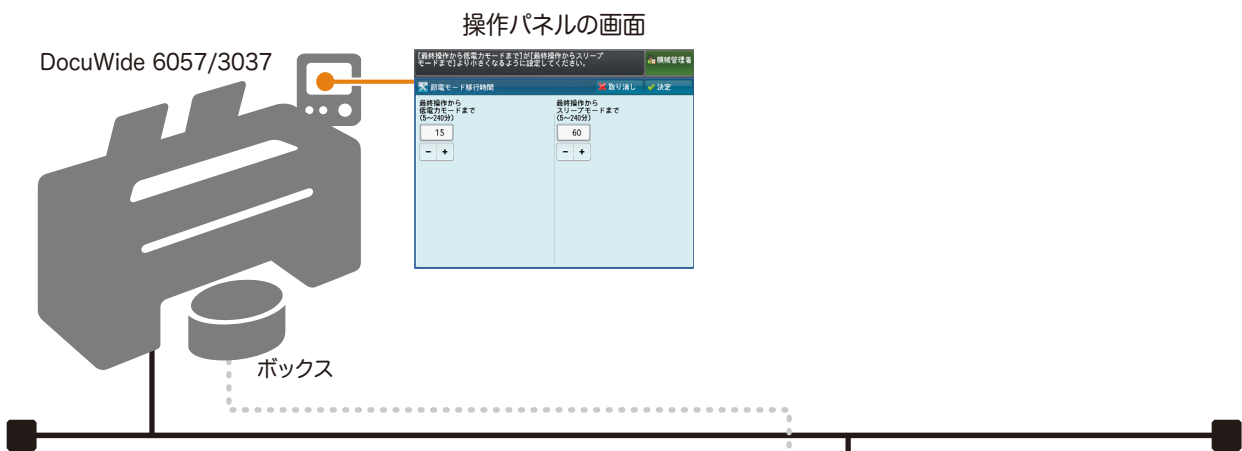 操作パネルの画面
DocuWide 6057/3037
[最終操作から低電力モードまで]が[最終操作からスリープ
モードまで]より小さくなるように設定してください。
機械管理者
節電モード移行時間
取り消し
決定
最終操作から
低電力モードまで
(5～240分)
15
− +
最終操作から
スリープモードまで
(5～240分)
60
− +
ボックス